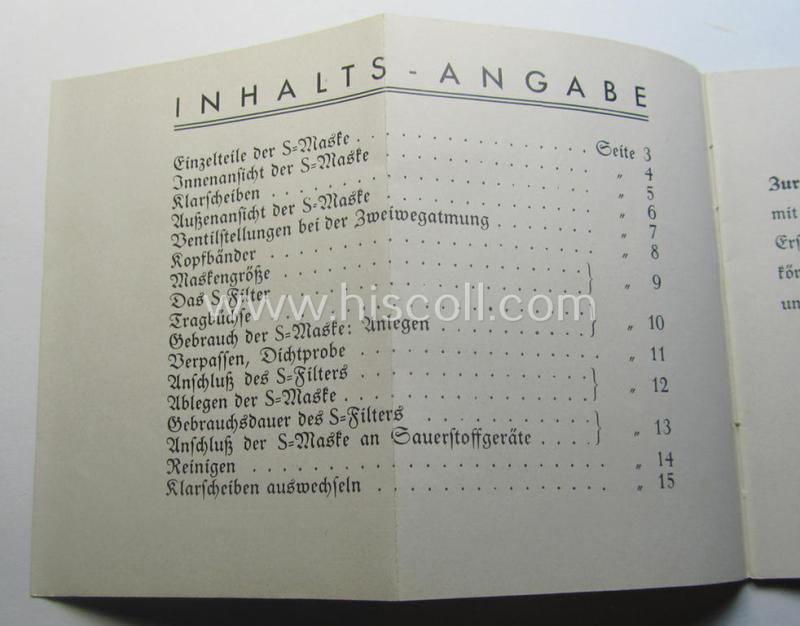 INHALTS-ANGABE
Einzelteile der S=Maske . . . . . . . . . . . . . Seite 3
Innenansicht der S=Maske . . . . . . . . . . . . „ 4
Klarscheiben . . . . . . . . . . . . . . . . . . „ 5
Außenansicht der S=Maske . . . . . . . . . . . . „ 6
Ventilstellungen bei der Zweiwegatmung . . . . . . „ 7
Kopfbänder . . . . . . . . . . . . . . . . . . . „ 8
Maskengröße . . . . . . . . . . . . . . . . . .
Das S=Filter . . . . . . . . . . . . . . . . . . } „ 9
Tragbüchse . . . . . . . . . . . . . . . . . . .
Gebrauch der S=Maske: Anlegen . . . . . . . . . . } „ 10
Verpassen, Dichtprobe . . . . . . . . . . . . . . „ 11
Anschluß des S=Filters . . . . . . . . . . . . .
Ablegen der S=Maske . . . . . . . . . . . . . . } „ 12
Gebrauchsdauer des S=Filters . . . . . . . . . .
Anschluß der S=Maske an Sauerstoffgeräte . . . . } „ 13
Reinigen . . . . . . . . . . . . . . . . . . . . „ 14
Klarscheiben auswechseln . . . . . . . . . . . . „ 15
www.hiscoll.com
Zur
mit
Ers
kör
un